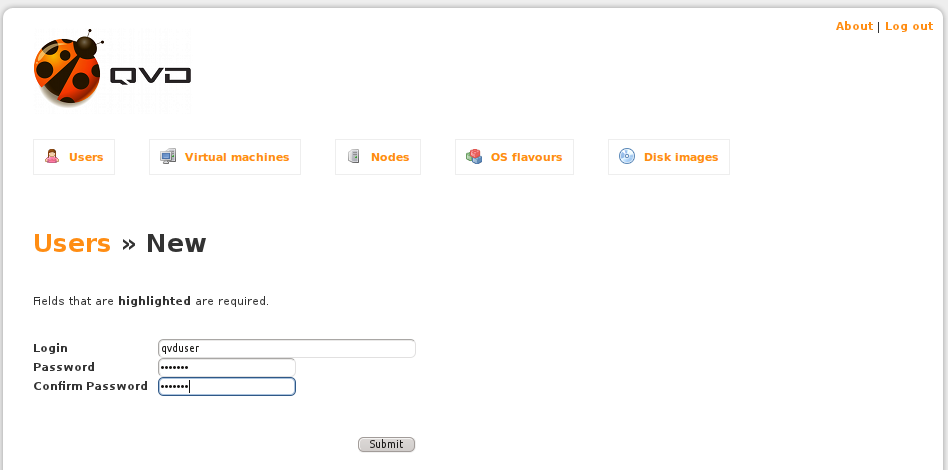 About | Log out
QVD
Users Virtual machines Nodes OS flavours Disk images
Users » New
Fields that are highlighted are required.
Login qvduser
Password •••••••
Confirm Password •••••••
Submit